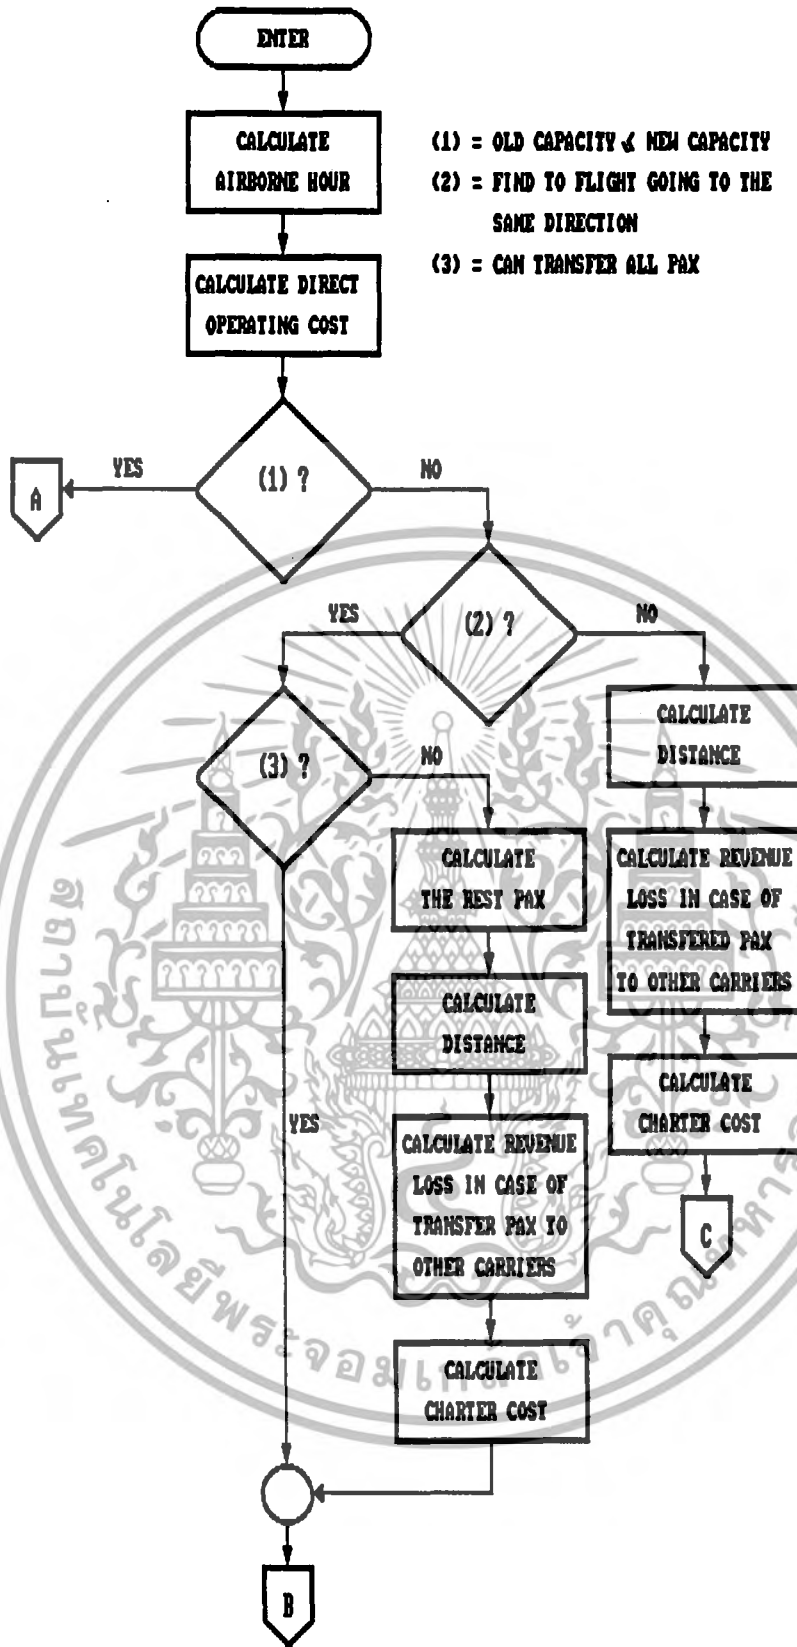 ENTER
CALCULATE
AIRBORNE HOUR
CALCULATE DIRECT
OPERATING COST
(1) = OLD CAPACITY < NEW CAPACITY
(2) = FIND TO FLIGHT GOING TO THE
SAME DIRECTION
(3) = CAN TRANSFER ALL PAX
(1) ?
YES
NO
A
(2) ?
YES
NO
(3) ?
NO
YES
CALCULATE
THE REST PAX
CALCULATE
DISTANCE
CALCULATE REVENUE
LOSS IN CASE OF
TRANSFER PAX TO
OTHER CARRIERS
CALCULATE
CHARTER COST
CALCULATE
DISTANCE
CALCULATE REVENUE
LOSS IN CASE OF
TRANSFERED PAX
TO OTHER CARRIERS
CALCULATE
CHARTER COST
C
B